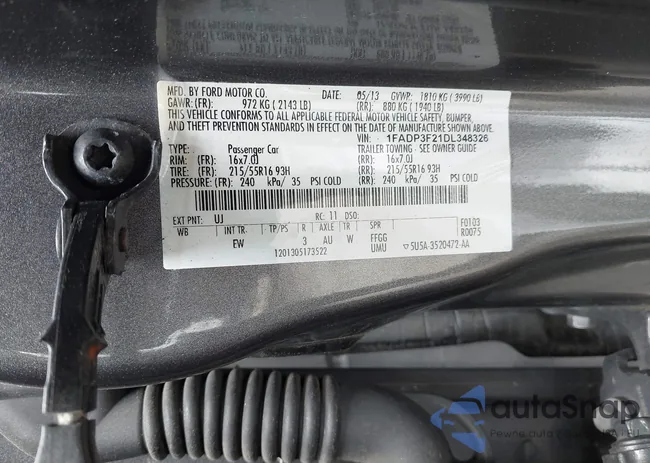 MFD. BY FORD MOTOR CO. DATE: 05/13 GVWR: 1810 KG (3990 LB)
GAWR: (FR): 972 KG (2143 LB) (RR): 880 KG (1940 LB)
THIS VEHICLE CONFORMS TO ALL APPLICABLE FEDERAL MOTOR VEHICLE SAFETY, BUMPER,
AND THEFT PREVENTION STANDARDS IN EFFECT ON THE DATE OF MANUFACTURE SHOWN ABOVE.
VIN: 1FADP3F21DL348326
TYPE: Passenger Car TRAILER TOWING - SEE OWNER GUIDE
RIM: (FR): 16x7.0J (RR): 16x7.0J
TIRE: (FR): 215/55R16 93H (RR): 215/55R16 93H
PRESSURE: (FR): 240 kPa/ 35 PSI COLD (RR): 240 kPa/ 35 PSI COLD
EXT PNT: UJ RC: 11 DSO: F0103
WB INT TR. TP/PS R AXLE TR SPR R0075
EW 3 AU W FFGG
1201305173522 UMU 5U5A-3520472-AA
autoSnap
Pewne auta